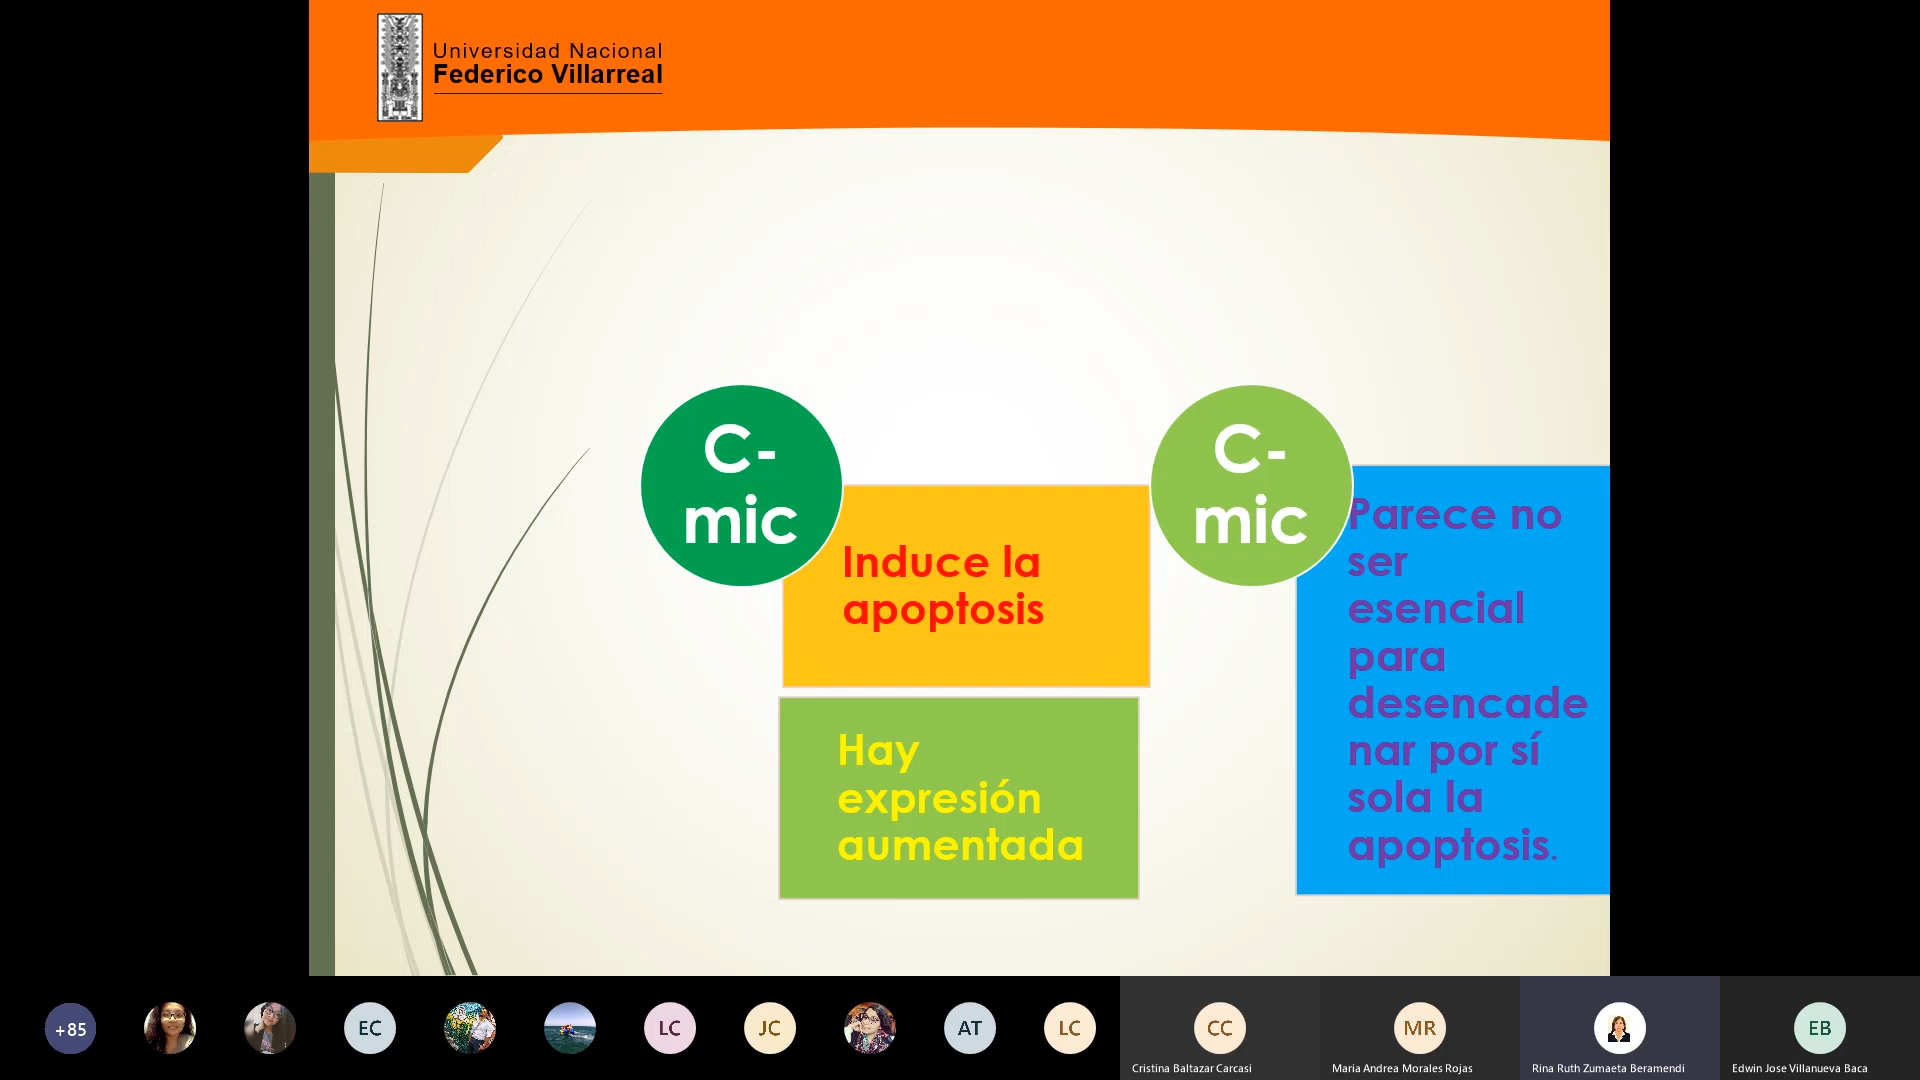 Universidad Nacional
Federico Villarreal
C-
mic
Induce la
apoptosis
Hay
expresión
aumentada
C-
mic
Parece no
ser
esencial
para
desencade
nar por sí
sola la
apoptosis.
+85
EC
LC
JC
AT
LC
CC
Cristina Baltazar Carcasi
MR
Maria Andrea Morales Rojas
Rina Ruth Zumaeta Beramendi
EB
Edwin Jose Villanueva Baca